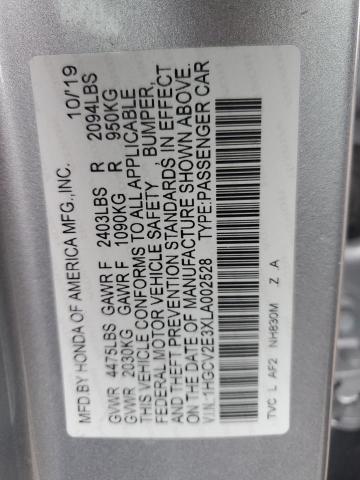 MFD.BY HONDA OF AMERICA MFG.,INC. 10/'19
GVWR 4475LBS GAWR F 2403LBS R 2094LBS
GVWR 2030KG GAWR F 1090KG R 950KG
THIS VEHICLE CONFORMS TO ALL APPLICABLE
FEDERAL MOTOR VEHICLE SAFETY, BUMPER,
AND THEFT PREVENTION STANDARDS IN EFFECT
ON THE DATE OF MANUFACTURE SHOWN ABOVE.
V.I.N.:1HGCV2E3XLA002528 TYPE:PASSENGER CAR
TVC L AF2 NH830M Z .A